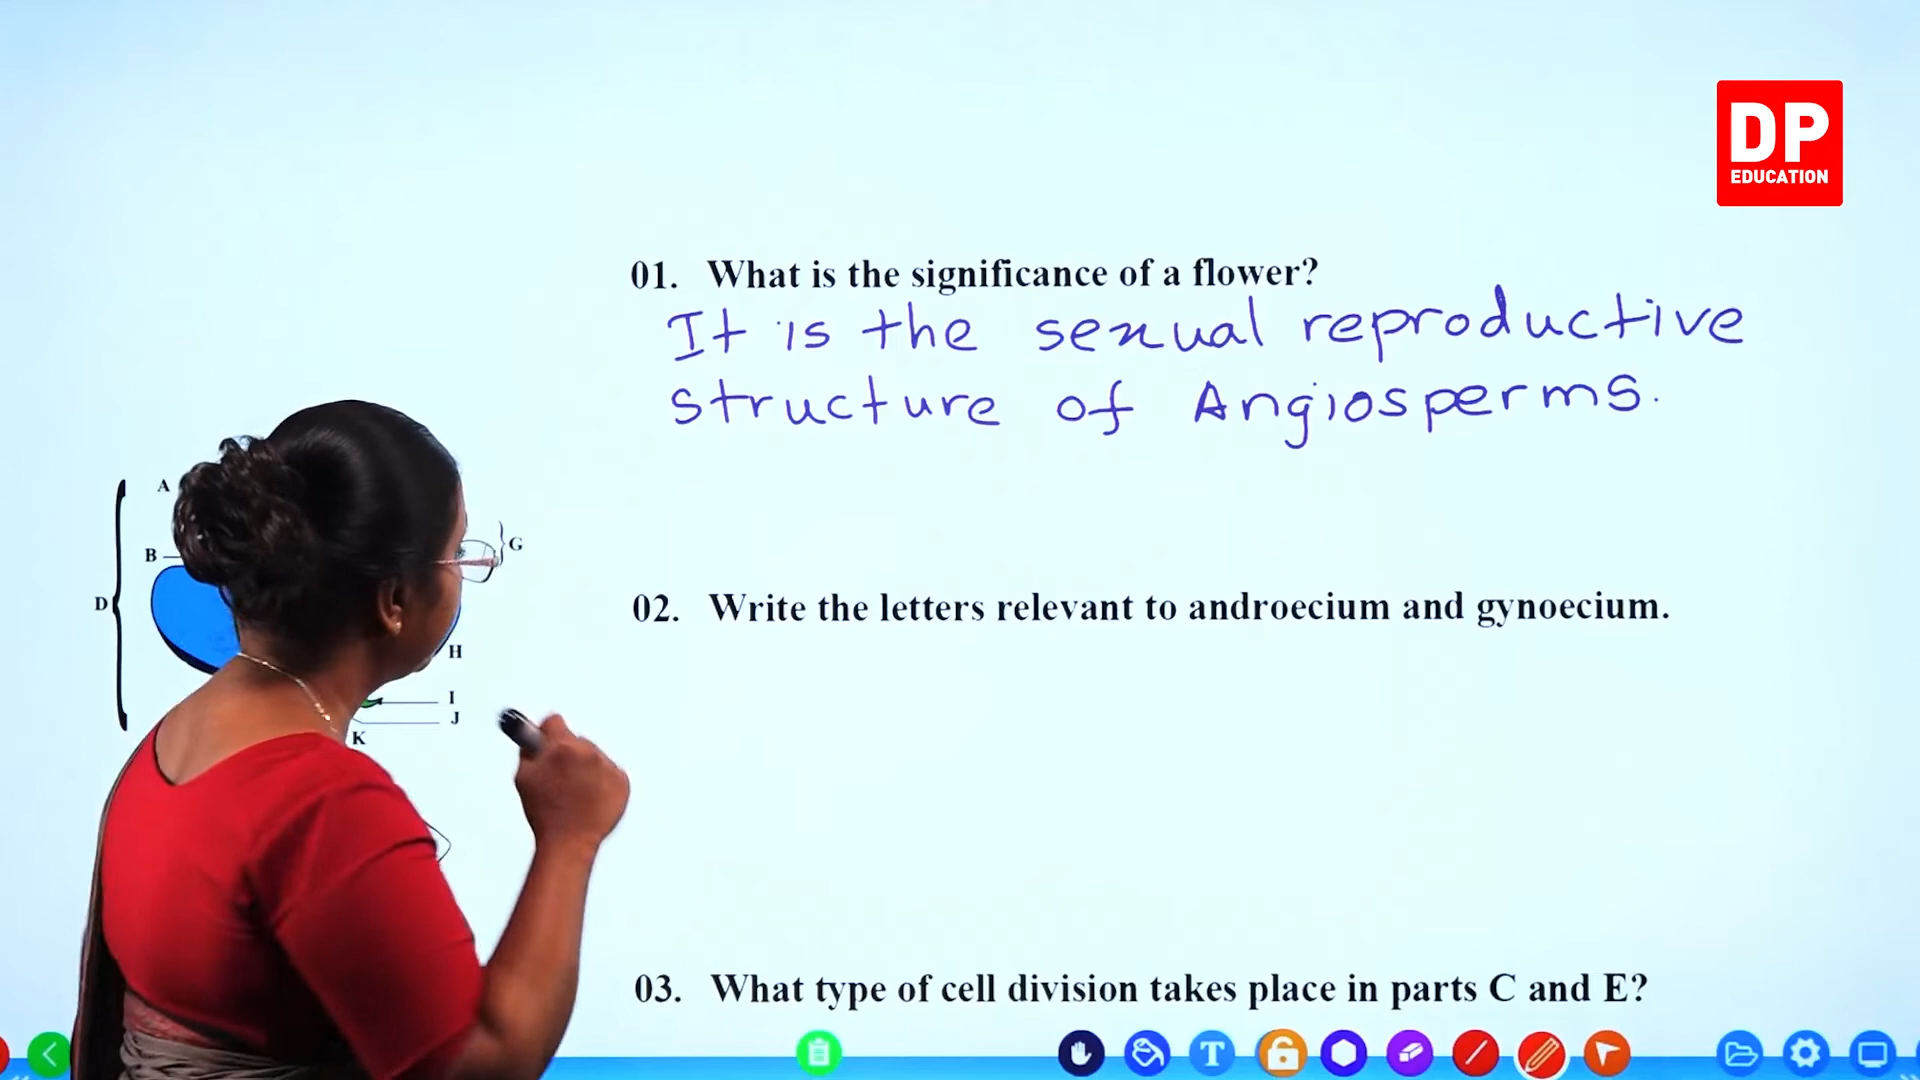 DP
EDUCATION
01. What is the significance of a flower?
It is the sexual reproductive
structure of Angiosperms.
A
G
B
D
02. Write the letters relevant to androecium and gynoecium.
H
I
J
K
03. What type of cell division takes place in parts C and E?
T